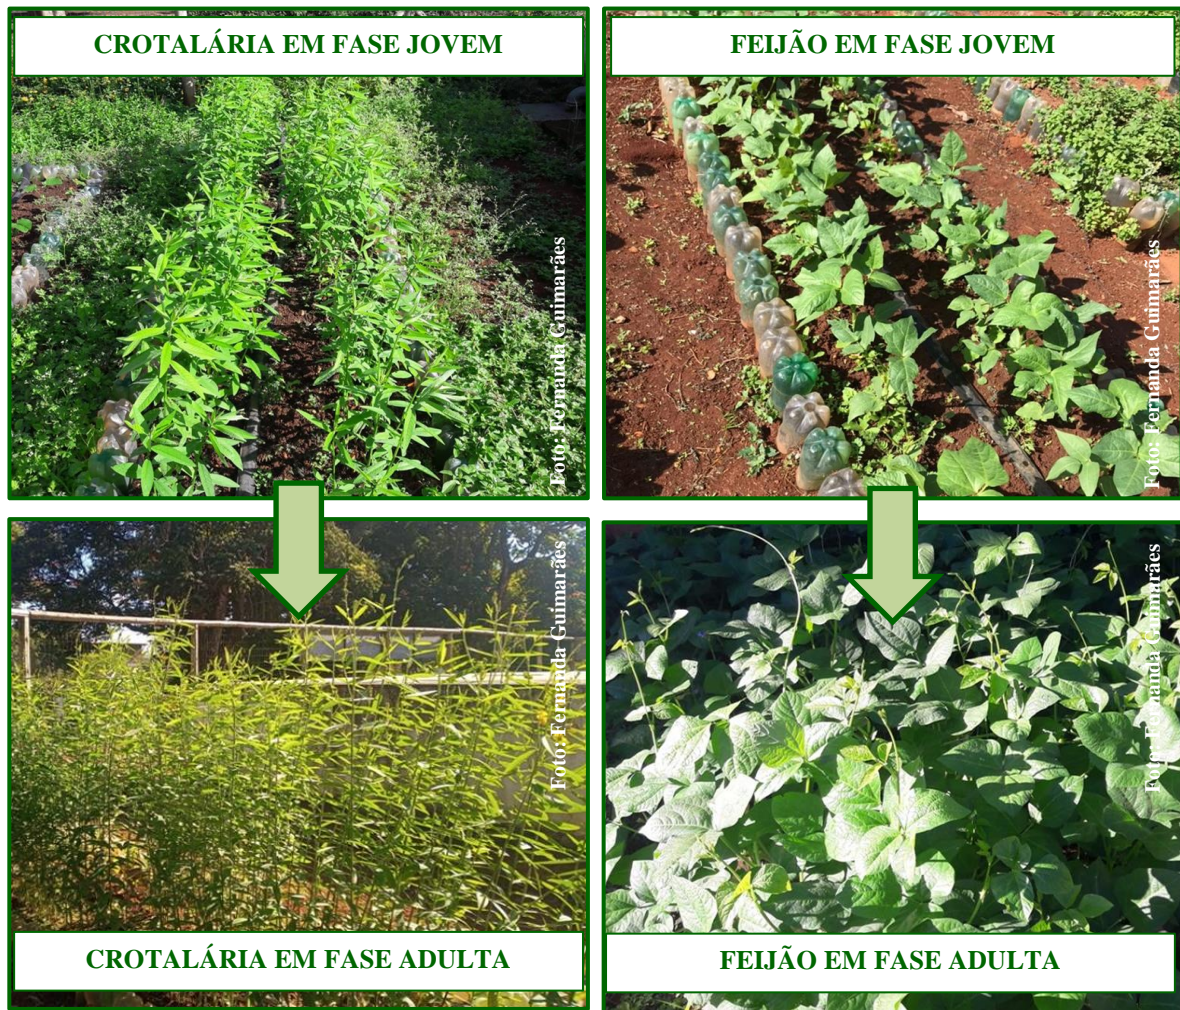 CROTALÁRIA EM FASE JOVEM
FEIJÃO EM FASE JOVEM
Foto: Fernanda Guimarães
Foto: Fernanda Guimarães
Foto: Fernanda Guimarães
Foto: Fernanda Guimarães
CROTALÁRIA EM FASE ADULTA
FEIJÃO EM FASE ADULTA